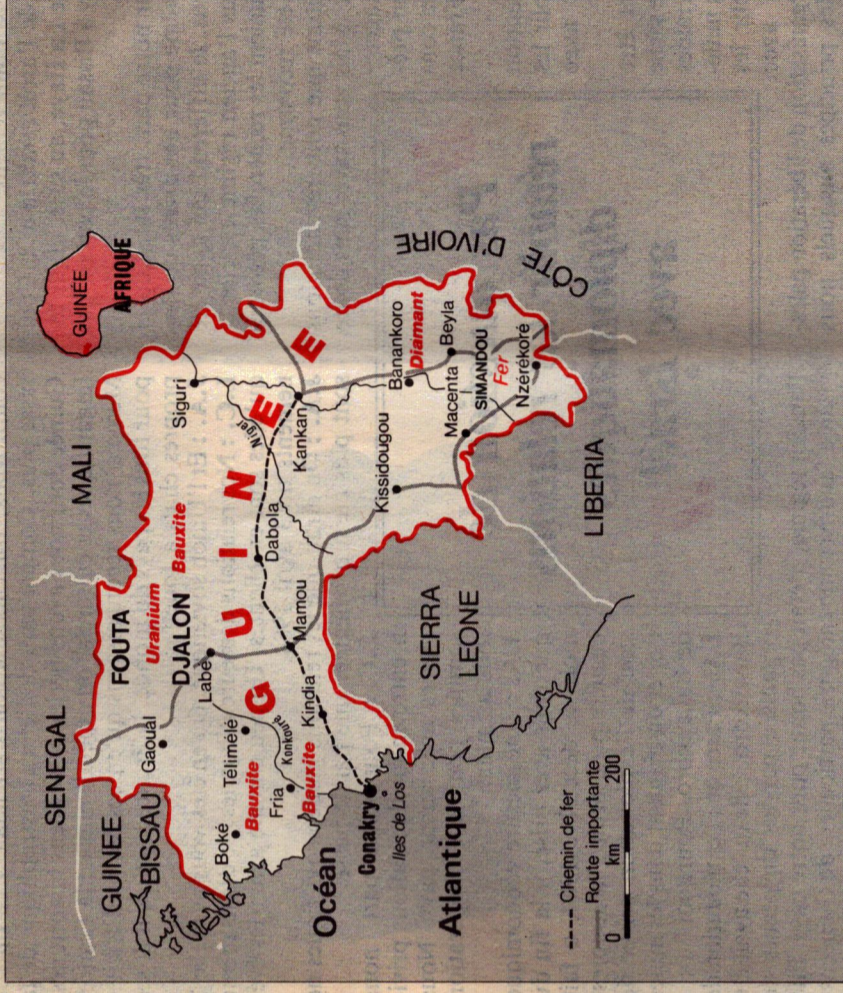 SENEGAL
MALI
GUINÉE
AFRIQUE
GUINEE
BISSAU
Gaoual
FOUTA
Uranium
DJALON
Bauxite
Siguri
Labé
Boké
Télimélé
Bauxite
Fria
Konkouré
Bauxite
Kindia
Mamou
Dabola
Niger
Kankan
GUINEE
Océan
Conakry
Iles de Los
Atlantique
SIERRA
LEONE
Kissidougou
Banankoro
Diamant
Macenta
Beyla
SIMANDOU
Fer
Nzérékoré
CÔTE
D'IVOIRE
LIBERIA
Chemin de fer
Route importante
0 km 200